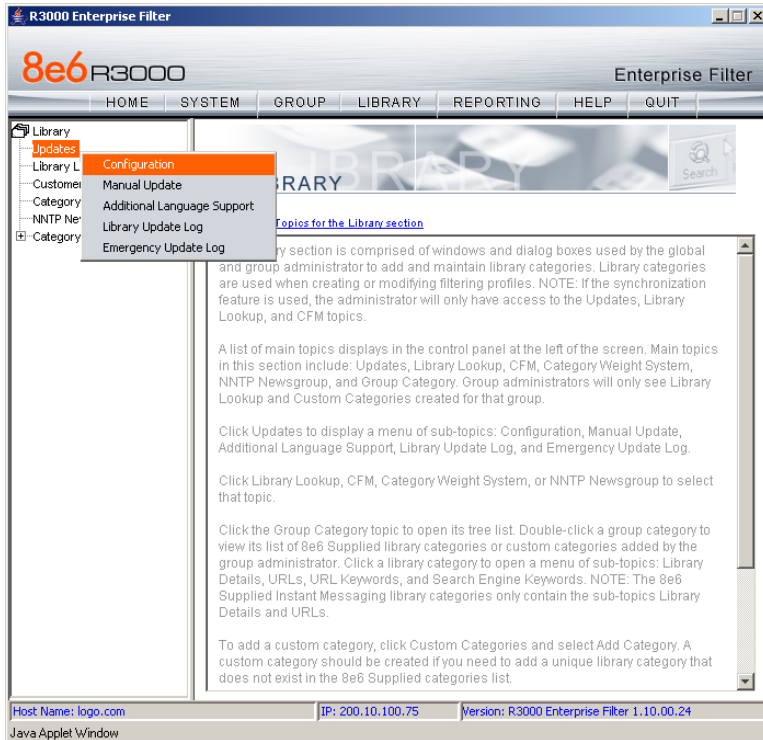 R3000 Enterprise Filter
8e6 R3000
Enterprise Filter
HOME SYSTEM GROUP LIBRARY REPORTING HELP QUIT
Library
Updates
Library L
Customer
Category
NNTP Ne
Category
Configuration
Manual Update
Additional Language Support
Library Update Log
Emergency Update Log
LIBRARY
BRARY
Search
Topics for the Library section
ry section is comprised of windows and dialog boxes used by the global
and group administrator to add and maintain library categories. Library categories
are used when creating or modifying filtering profiles. NOTE: If the synchronization
feature is used, the administrator will only have access to the Updates, Library
Lookup, and CFM topics.
A list of main topics displays in the control panel at the left of the screen. Main topics
in this section include: Updates, Library Lookup, CFM, Category Weight System,
NNTP Newsgroup, and Group Category. Group administrators will only see Library
Lookup and Custom Categories created for that group.
Click Updates to display a menu of sub-topics: Configuration, Manual Update,
Additional Language Support, Library Update Log, and Emergency Update Log.
Click Library Lookup, CFM, Category Weight System, or NNTP Newsgroup to select
that topic.
Click the Group Category topic to open its tree list. Double-click a group category to
view its list of 8e6 Supplied library categories or custom categories added by the
group administrator. Click a library category to open a menu of sub-topics: Library
Details, URLs, URL Keywords, and Search Engine Keywords. NOTE: The 8e6
Supplied Instant Messaging library categories only contain the sub-topics Library
Details and URLs.
To add a custom category, click Custom Categories and select Add Category. A
custom category should be created if you need to add a unique library category that
does not exist in the 8e6 Supplied categories list.
Host Name: logo.com
IP: 200.10.100.75
Version: R3000 Enterprise Filter 1.10.00.24
Java Applet Window